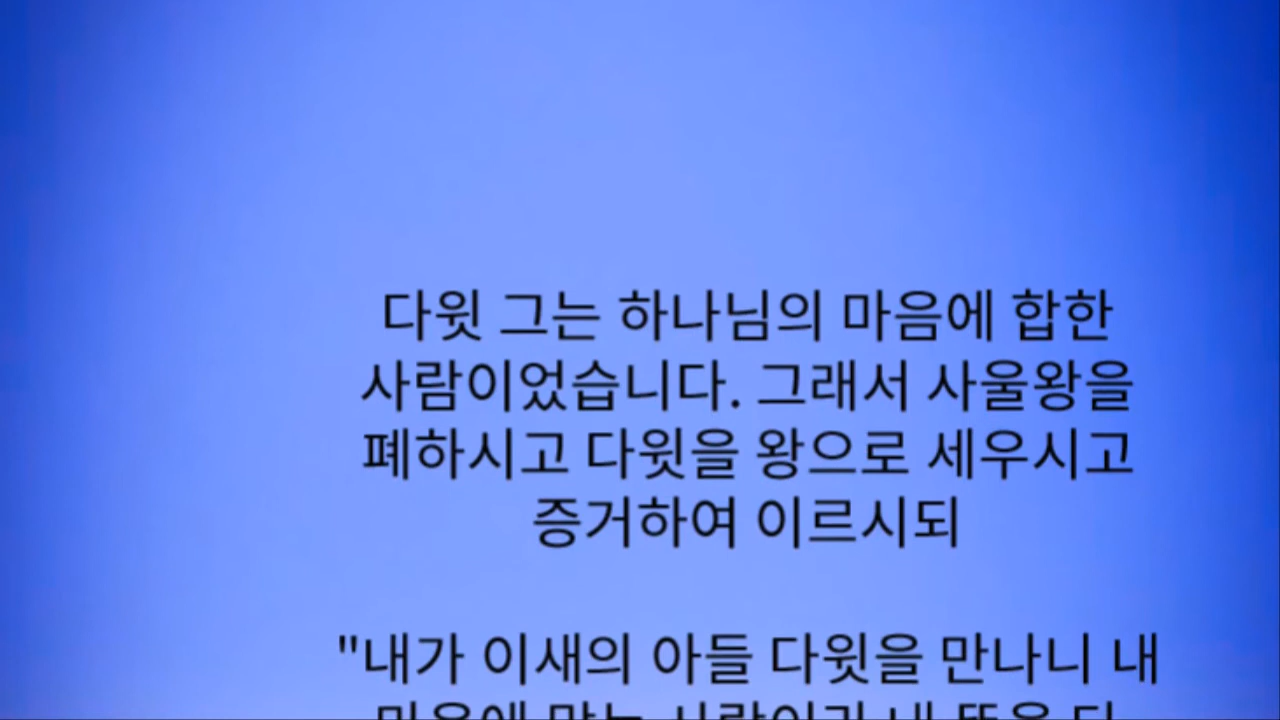 다윗 그는 하나님의 마음에 합한
사람이었습니다. 그래서 사울왕을
폐하시고 다윗을 왕으로 세우시고
증거하여 이르시되
"내가 이새의 아들 다윗을 만나니 내